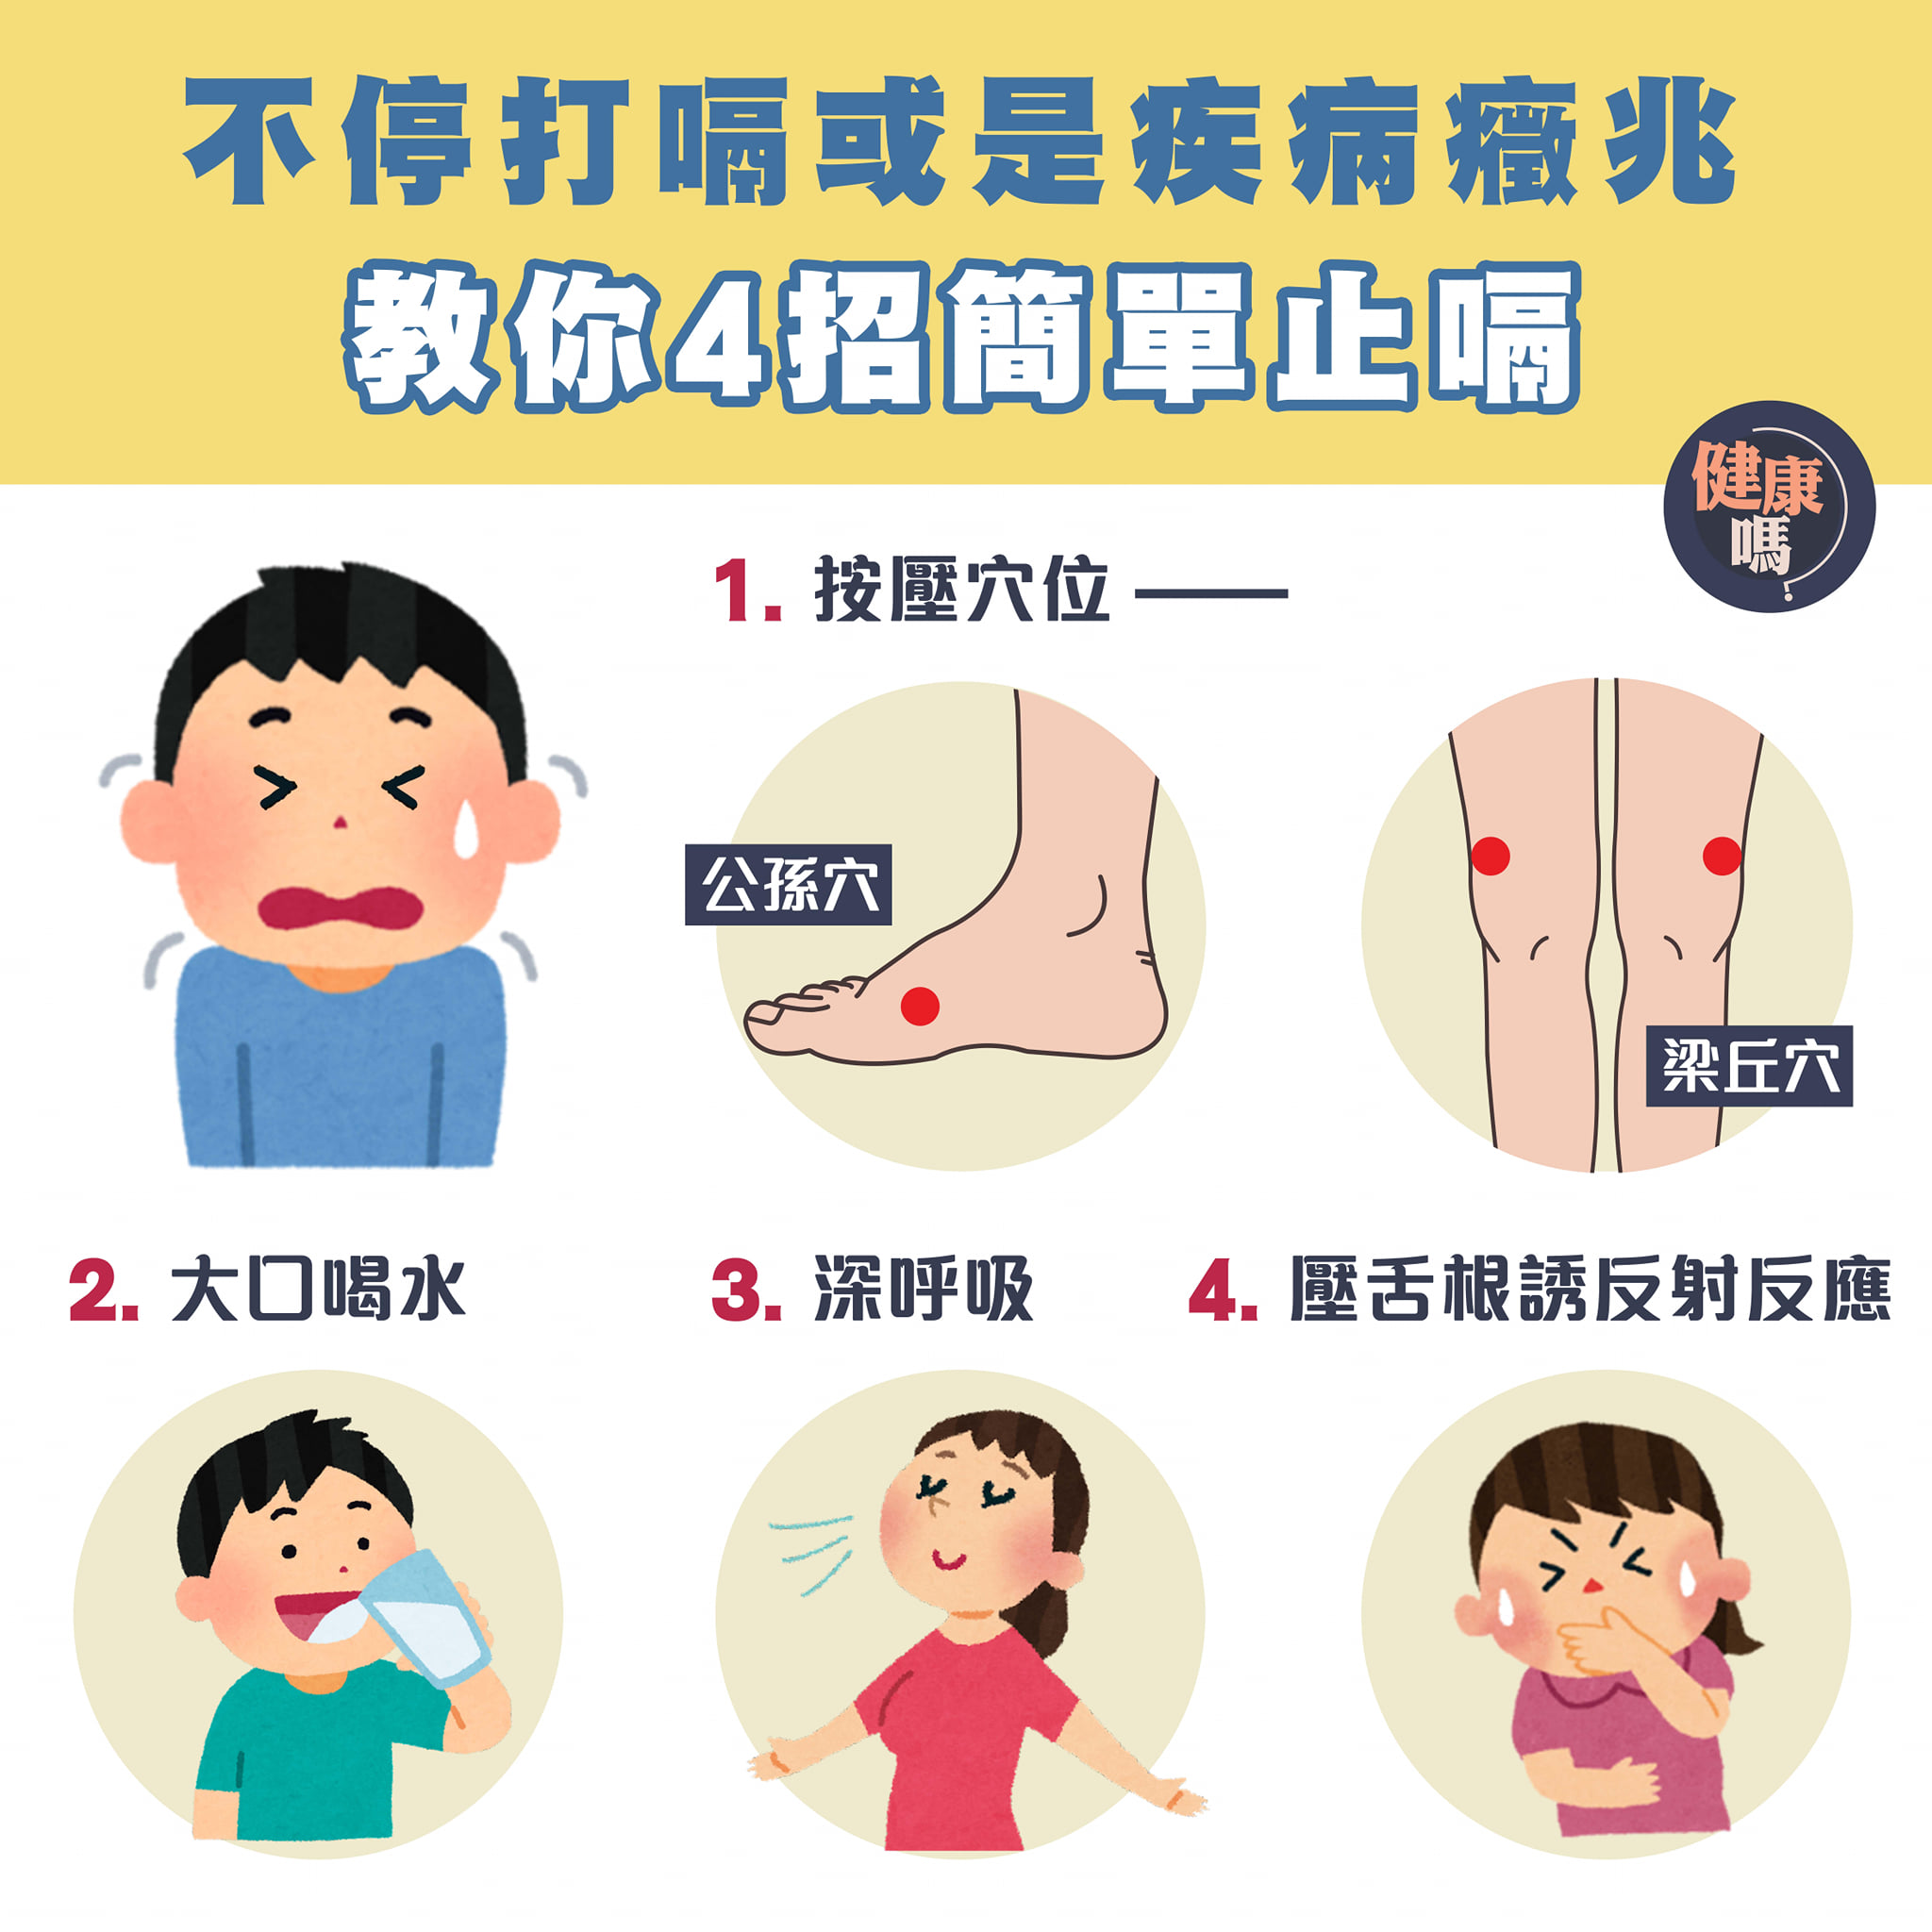 不停打嗝或是疾病癥兆
教你4招簡單止嗝
健康
嗎?
1. 按壓穴位——
公孫穴
梁丘穴
2. 大口喝水
3. 深呼吸
4. 壓舌根誘反射反應